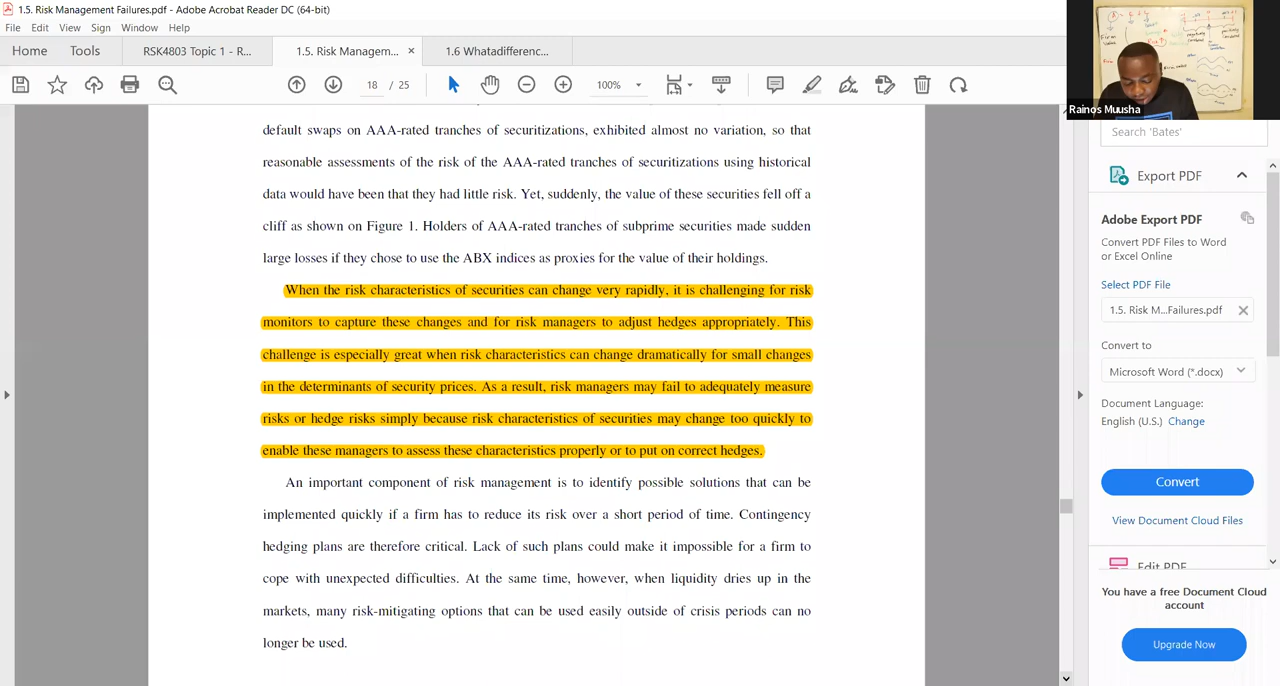 1.5. Risk Management Failures.pdf - Adobe Acrobat Reader DC (64-bit)
File Edit View Sign Window Help
Home Tools RSK4803 Topic 1 - R... 1.5. Risk Managem... × 1.6 Whatadifferenc...
18 / 25 100%
Rainos Muusha
default swaps on AAA-rated tranches of securitizations, exhibited almost no variation, so that
reasonable assessments of the risk of the AAA-rated tranches of securitizations using historical
data would have been that they had little risk. Yet, suddenly, the value of these securities fell off a
cliff as shown on Figure 1. Holders of AAA-rated tranches of subprime securities made sudden
large losses if they chose to use the ABX indices as proxies for the value of their holdings.
When the risk characteristics of securities can change very rapidly, it is challenging for risk
monitors to capture these changes and for risk managers to adjust hedges appropriately. This
challenge is especially great when risk characteristics can change dramatically for small changes
in the determinants of security prices. As a result, risk managers may fail to adequately measure
risks or hedge risks simply because risk characteristics of securities may change too quickly to
enable these managers to assess these characteristics properly or to put on correct hedges.
An important component of risk management is to identify possible solutions that can be
implemented quickly if a firm has to reduce its risk over a short period of time. Contingency
hedging plans are therefore critical. Lack of such plans could make it impossible for a firm to
cope with unexpected difficulties. At the same time, however, when liquidity dries up in the
markets, many risk-mitigating options that can be used easily outside of crisis periods can no
longer be used.
Search 'Bates'
Export PDF
Adobe Export PDF
Convert PDF Files to Word
or Excel Online
Select PDF File
1.5. Risk M...Failures.pdf
Convert to
Microsoft Word (*.docx)
Document Language:
English (U.S.) Change
Convert
View Document Cloud Files
Edit PDF
You have a free Document Cloud
account
Upgrade Now